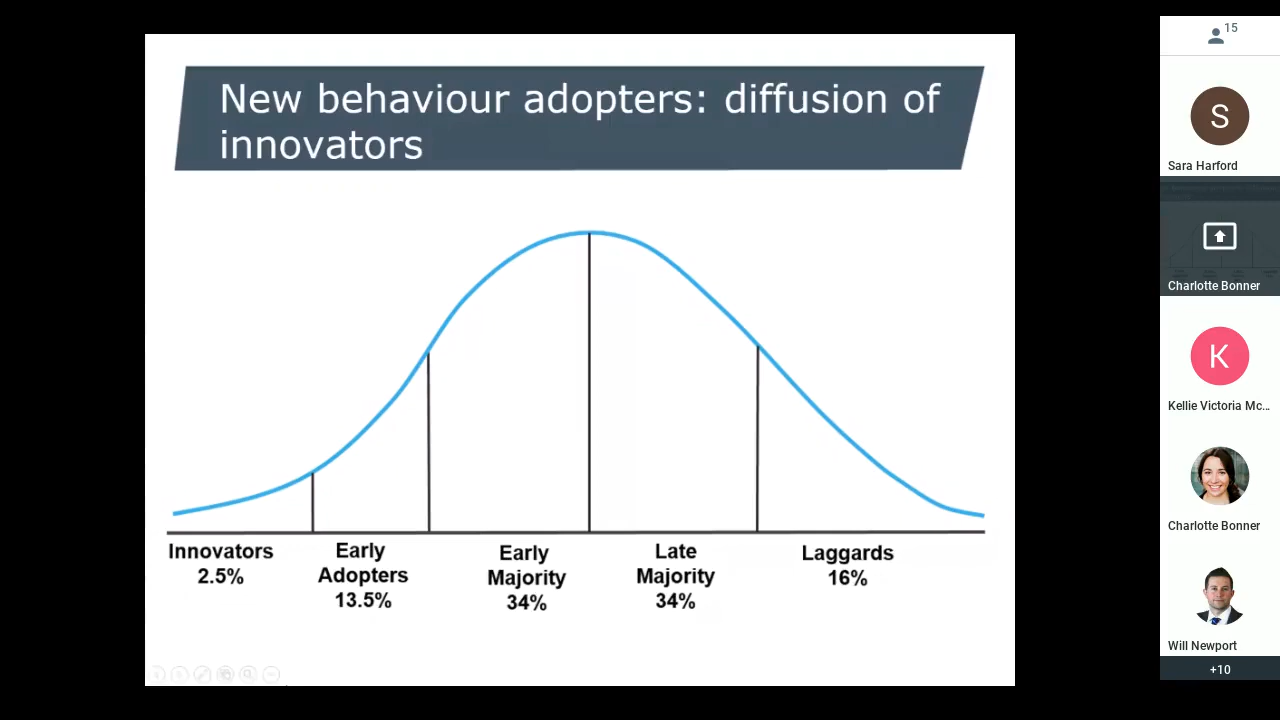 New behaviour adopters: diffusion of
innovators
Innovators
2.5%
Early
Adopters
13.5%
Early
Majority
34%
Late
Majority
34%
Laggards
16%
15
S
Sara Harford
Charlotte Bonner
K
Kellie Victoria Mc...
Charlotte Bonner
Will Newport
+10